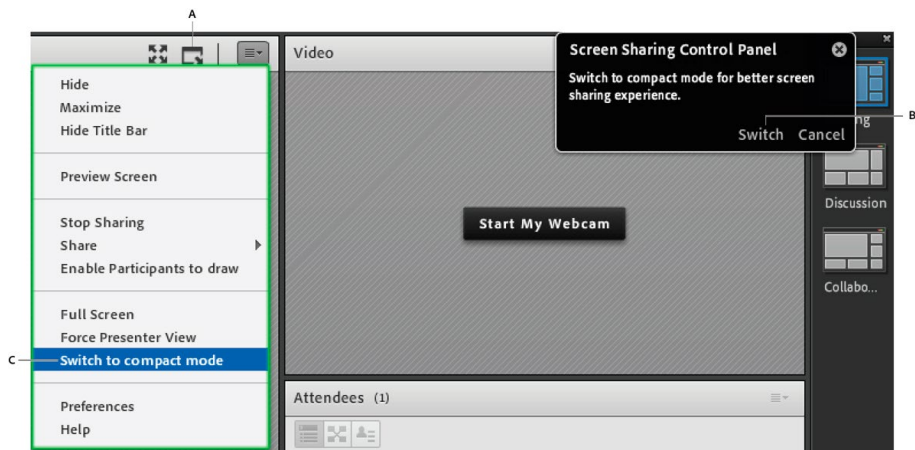 A
Video
Hide
Maximize
Hide Title Bar
Preview Screen
Stop Sharing
Share
Enable Participants to draw
Full Screen
Force Presenter View
C
Switch to compact mode
Preferences
Help
Start My Webcam
Attendees (1)
Screen Sharing Control Panel
Switch to compact mode for better screen
sharing experience.
Switch Cancel
B
ng
Discussion
Collabo...